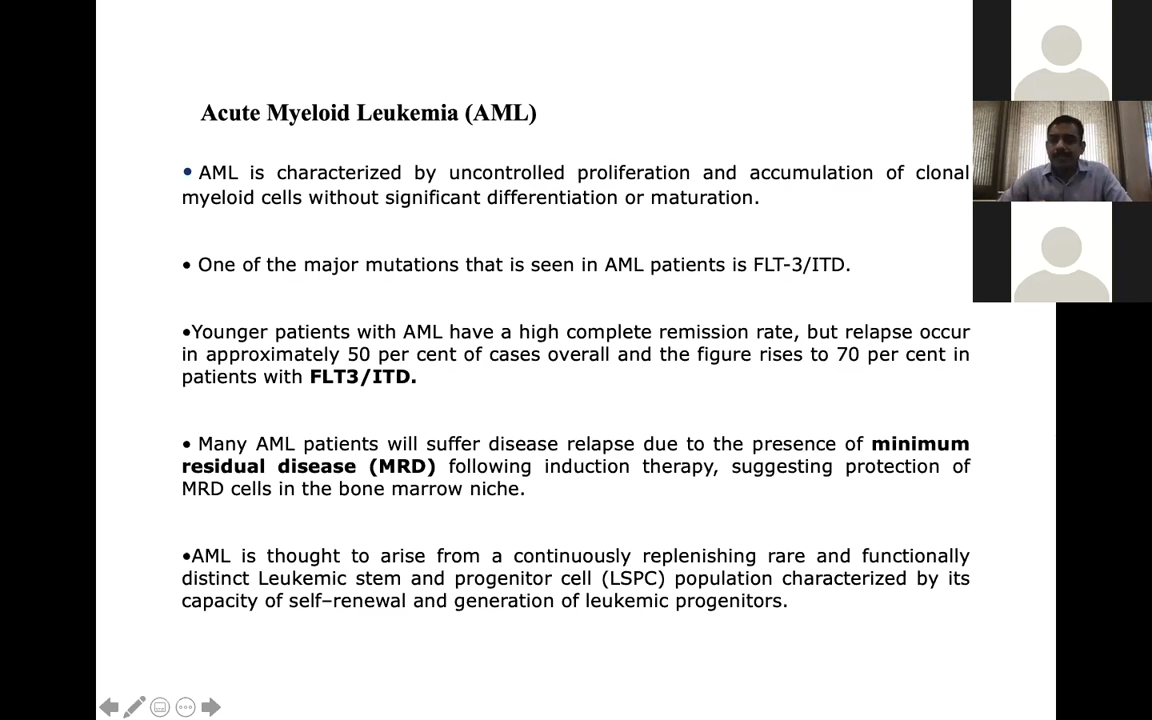 Acute Myeloid Leukemia (AML)
• AML is characterized by uncontrolled proliferation and accumulation of clonal
myeloid cells without significant differentiation or maturation.
• One of the major mutations that is seen in AML patients is FLT-3/ITD.
•Younger patients with AML have a high complete remission rate, but relapse occur
in approximately 50 per cent of cases overall and the figure rises to 70 per cent in
patients with FLT3/ITD.
• Many AML patients will suffer disease relapse due to the presence of minimum
residual disease (MRD) following induction therapy, suggesting protection of
MRD cells in the bone marrow niche.
•AML is thought to arise from a continuously replenishing rare and functionally
distinct Leukemic stem and progenitor cell (LSPC) population characterized by its
capacity of self–renewal and generation of leukemic progenitors.